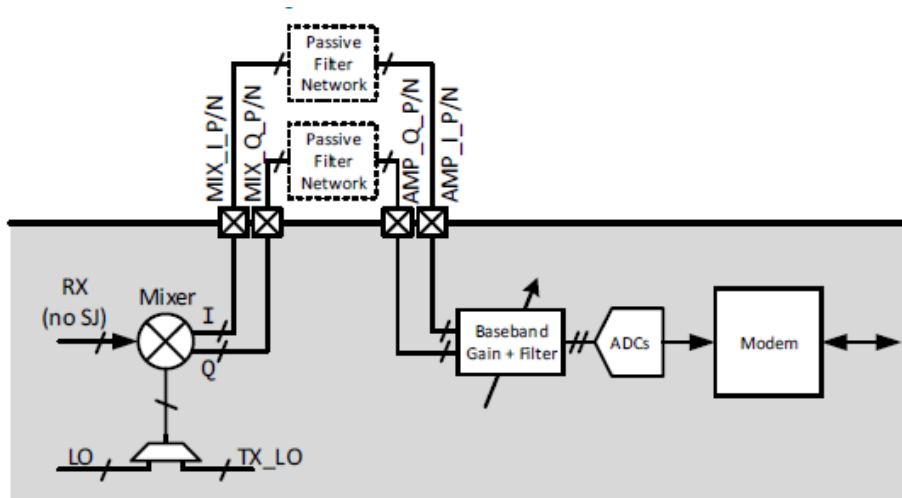 Passive
Filter
Network
Passive
Filter
Network
MIX_I_P/N
MIX_Q_P/N
AMP_Q_P/N
AMP_I_P/N
RX
(no SJ)
Mixer
I
Q
Baseband
Gain + Filter
ADCs
Modem
LO
TX_LO